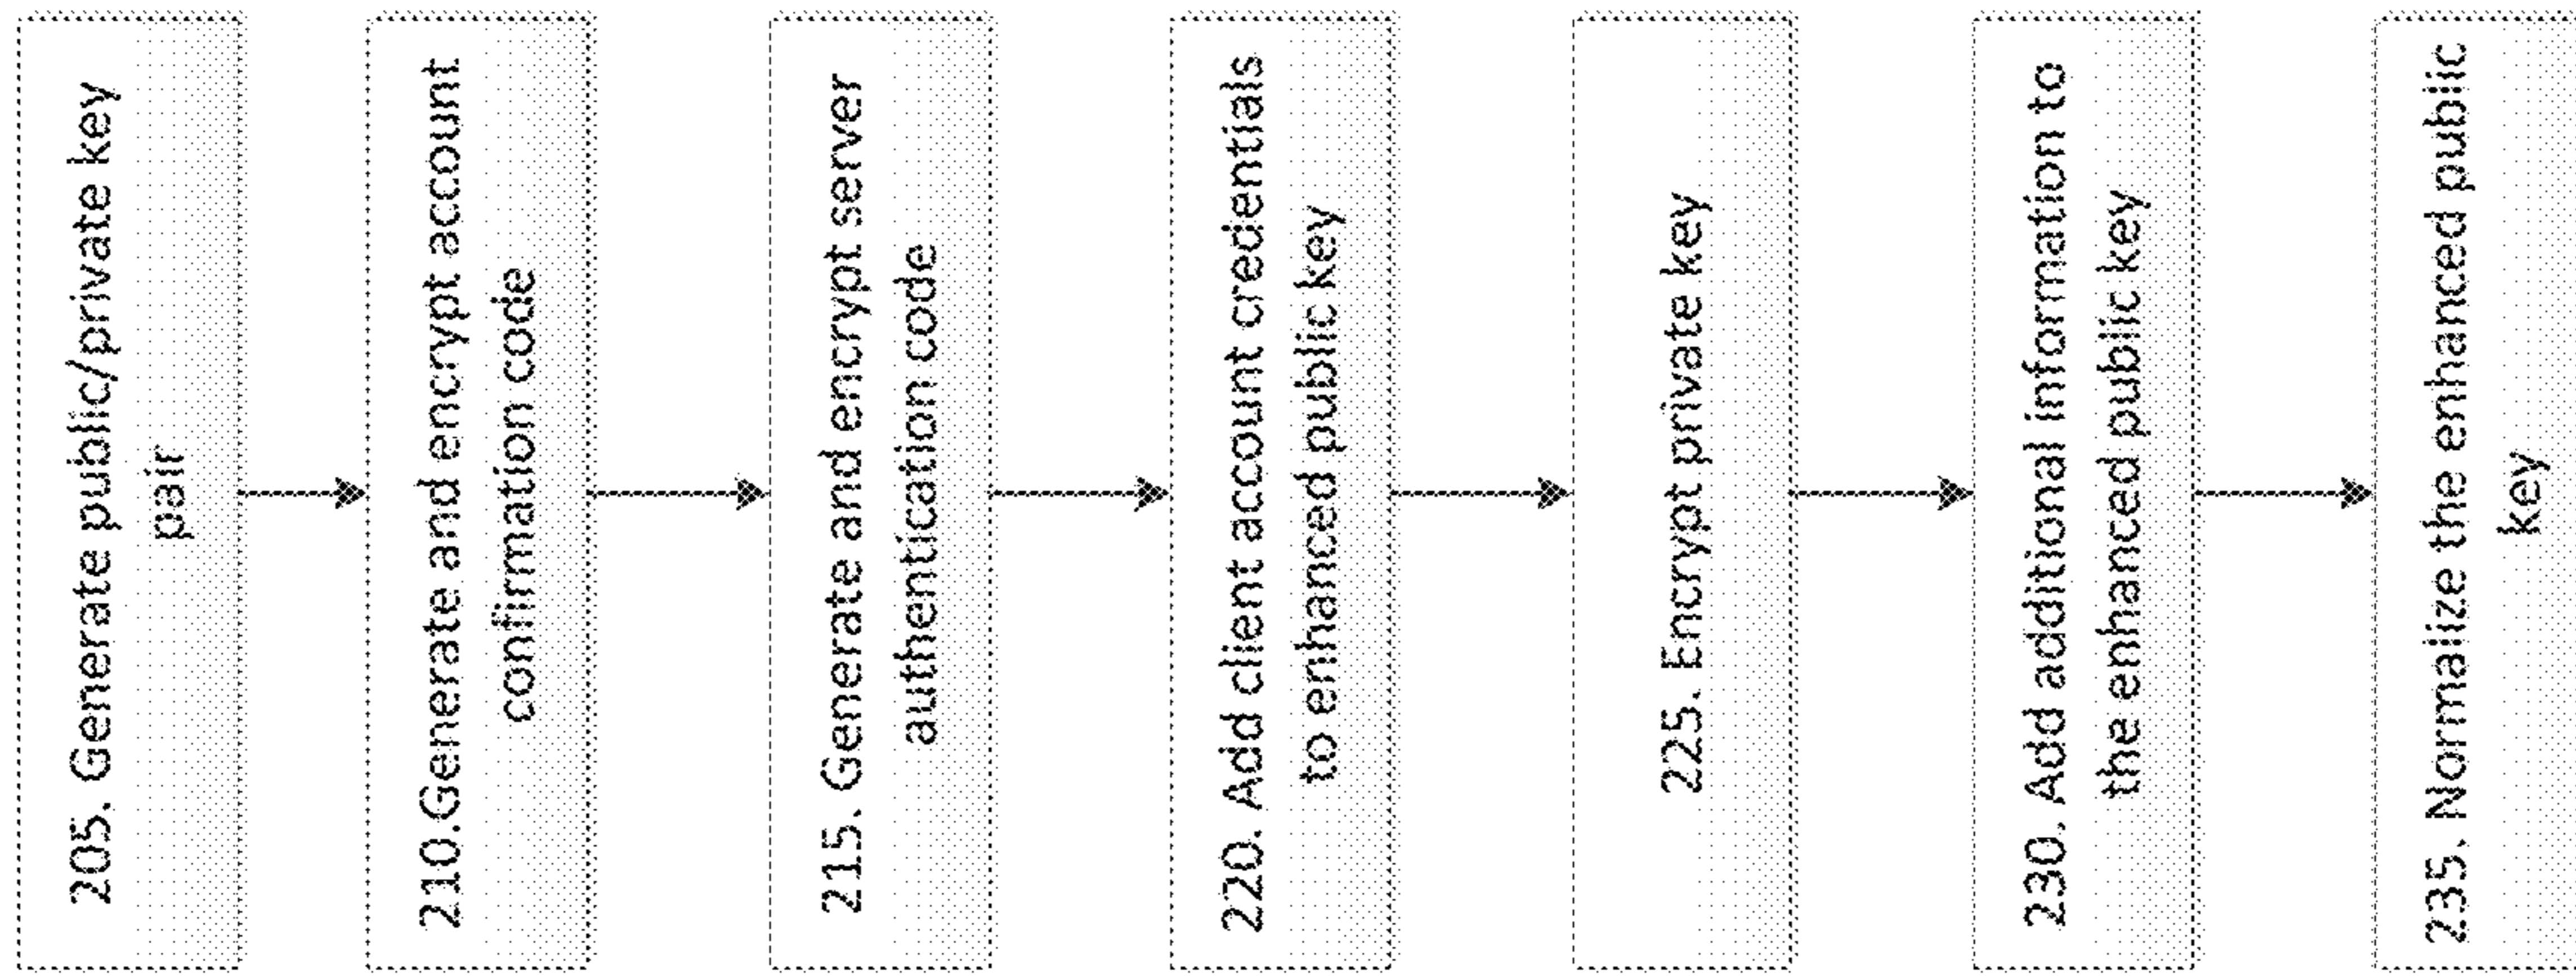 205. Generate public/private key
pair
210.Generate and encrypt account
confirmation code
215. Generate and encrypt server
authentication code
220. Add client account credentials
to enhanced public key
225. Encrypt private key
230. Add additional information to
the enhanced public key
235. Normalize the enhanced public
key